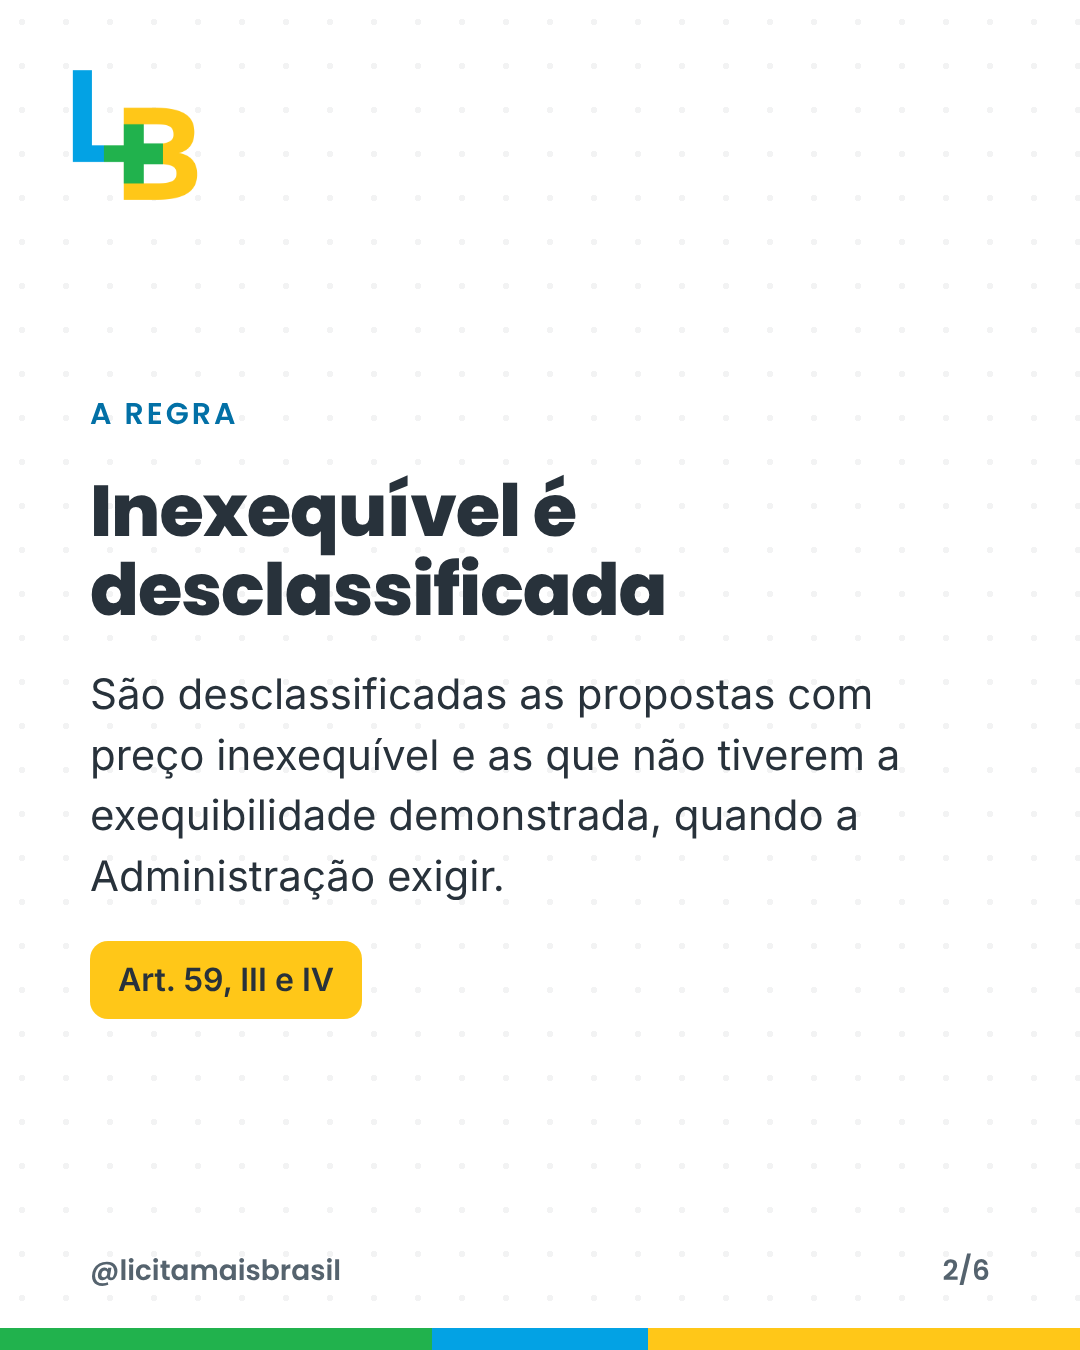 L+B
A REGRA
Inexequível é
desclassificada
São desclassificadas as propostas com
preço inexequível e as que não tiverem a
exequibilidade demonstrada, quando a
Administração exigir.
Art. 59, III e IV
@licitamaisbrasil
2/6